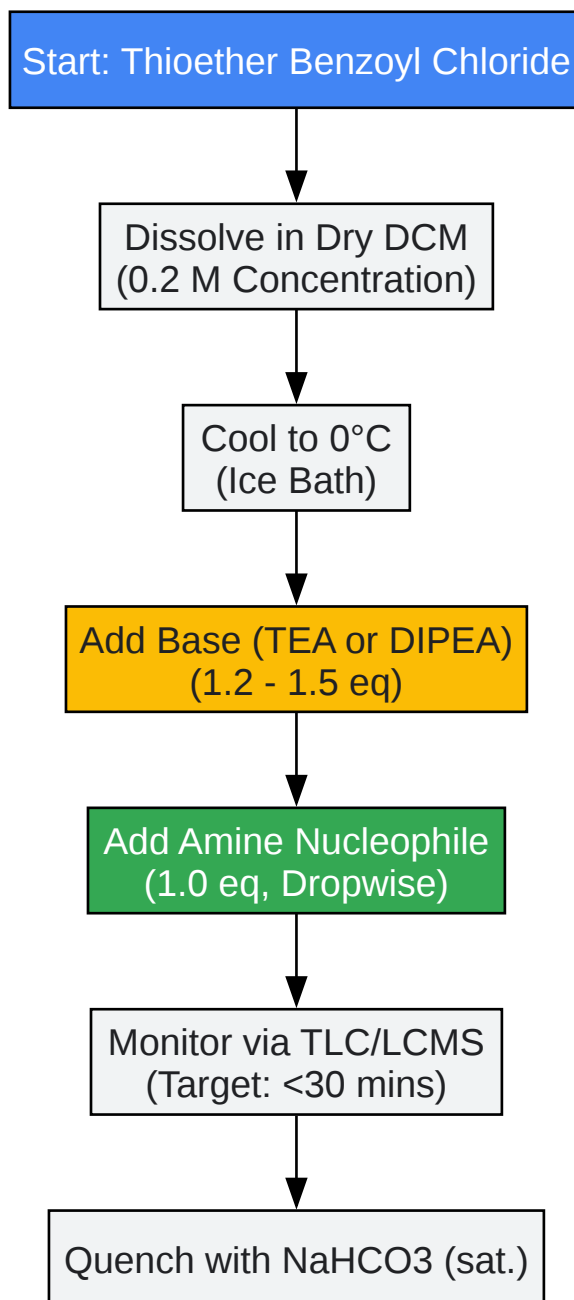 Start: Thioether Benzoyl Chloride
Dissolve in Dry DCM
(0.2 M Concentration)
Cool to 0°C
(Ice Bath)
Add Base (TEA or DIPEA)
(1.2 - 1.5 eq)
Add Amine Nucleophile
(1.0 eq, Dropwise)
Monitor via TLC/LCMS
(Target: <30 mins)
Quench with NaHCO3 (sat.)